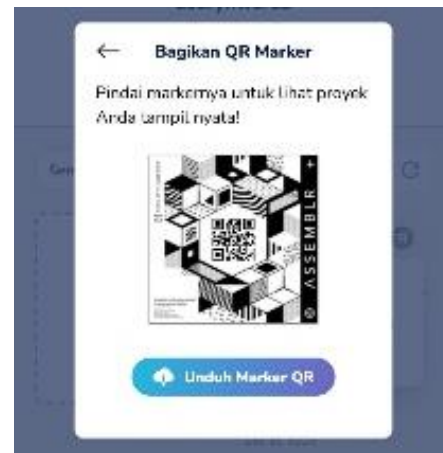 Bagikan QR Marker
Pindai markernya untuk lihat proyek
Anda tampil nyata!
ASSEMBLR
Unduh Marker QR